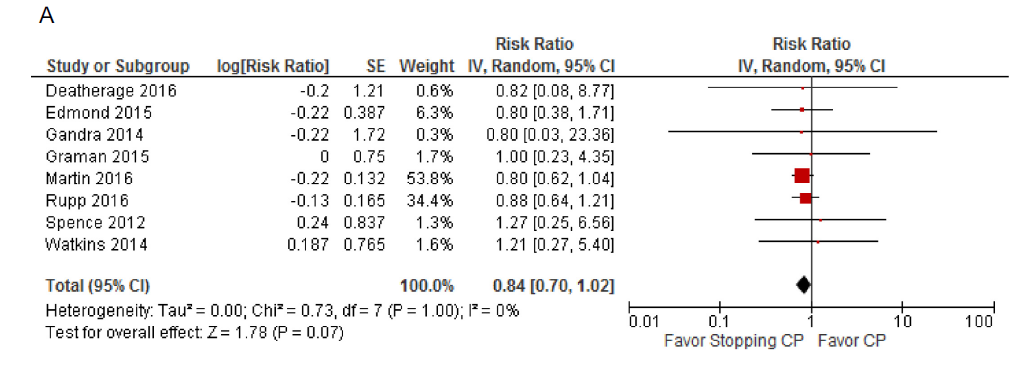 A
Risk Ratio Risk Ratio
Study or Subgroup log[Risk Ratio] SE Weight IV, Random, 95% CI IV, Random, 95% CI
Deatherage 2016 -0.2 1.21 0.6% 0.82 [0.08, 8.77]
Edmond 2015 -0.22 0.387 6.3% 0.80 [0.38, 1.71]
Gandra 2014 -0.22 1.72 0.3% 0.80 [0.03, 23.36]
Graman 2015 0 0.75 1.7% 1.00 [0.23, 4.35]
Martin 2016 -0.22 0.132 53.8% 0.80 [0.62, 1.04]
Rupp 2016 -0.13 0.165 34.4% 0.88 [0.64, 1.21]
Spence 2012 0.24 0.837 1.3% 1.27 [0.25, 6.56]
Watkins 2014 0.187 0.765 1.6% 1.21 [0.27, 5.40]
Total (95% CI) 100.0% 0.84 [0.70, 1.02]
Heterogeneity: Tau² = 0.00; Chi² = 0.73, df = 7 (P = 1.00); I² = 0%
Test for overall effect: Z = 1.78 (P = 0.07)
0.01 0.1 1 10 100
Favor Stopping CP Favor CP